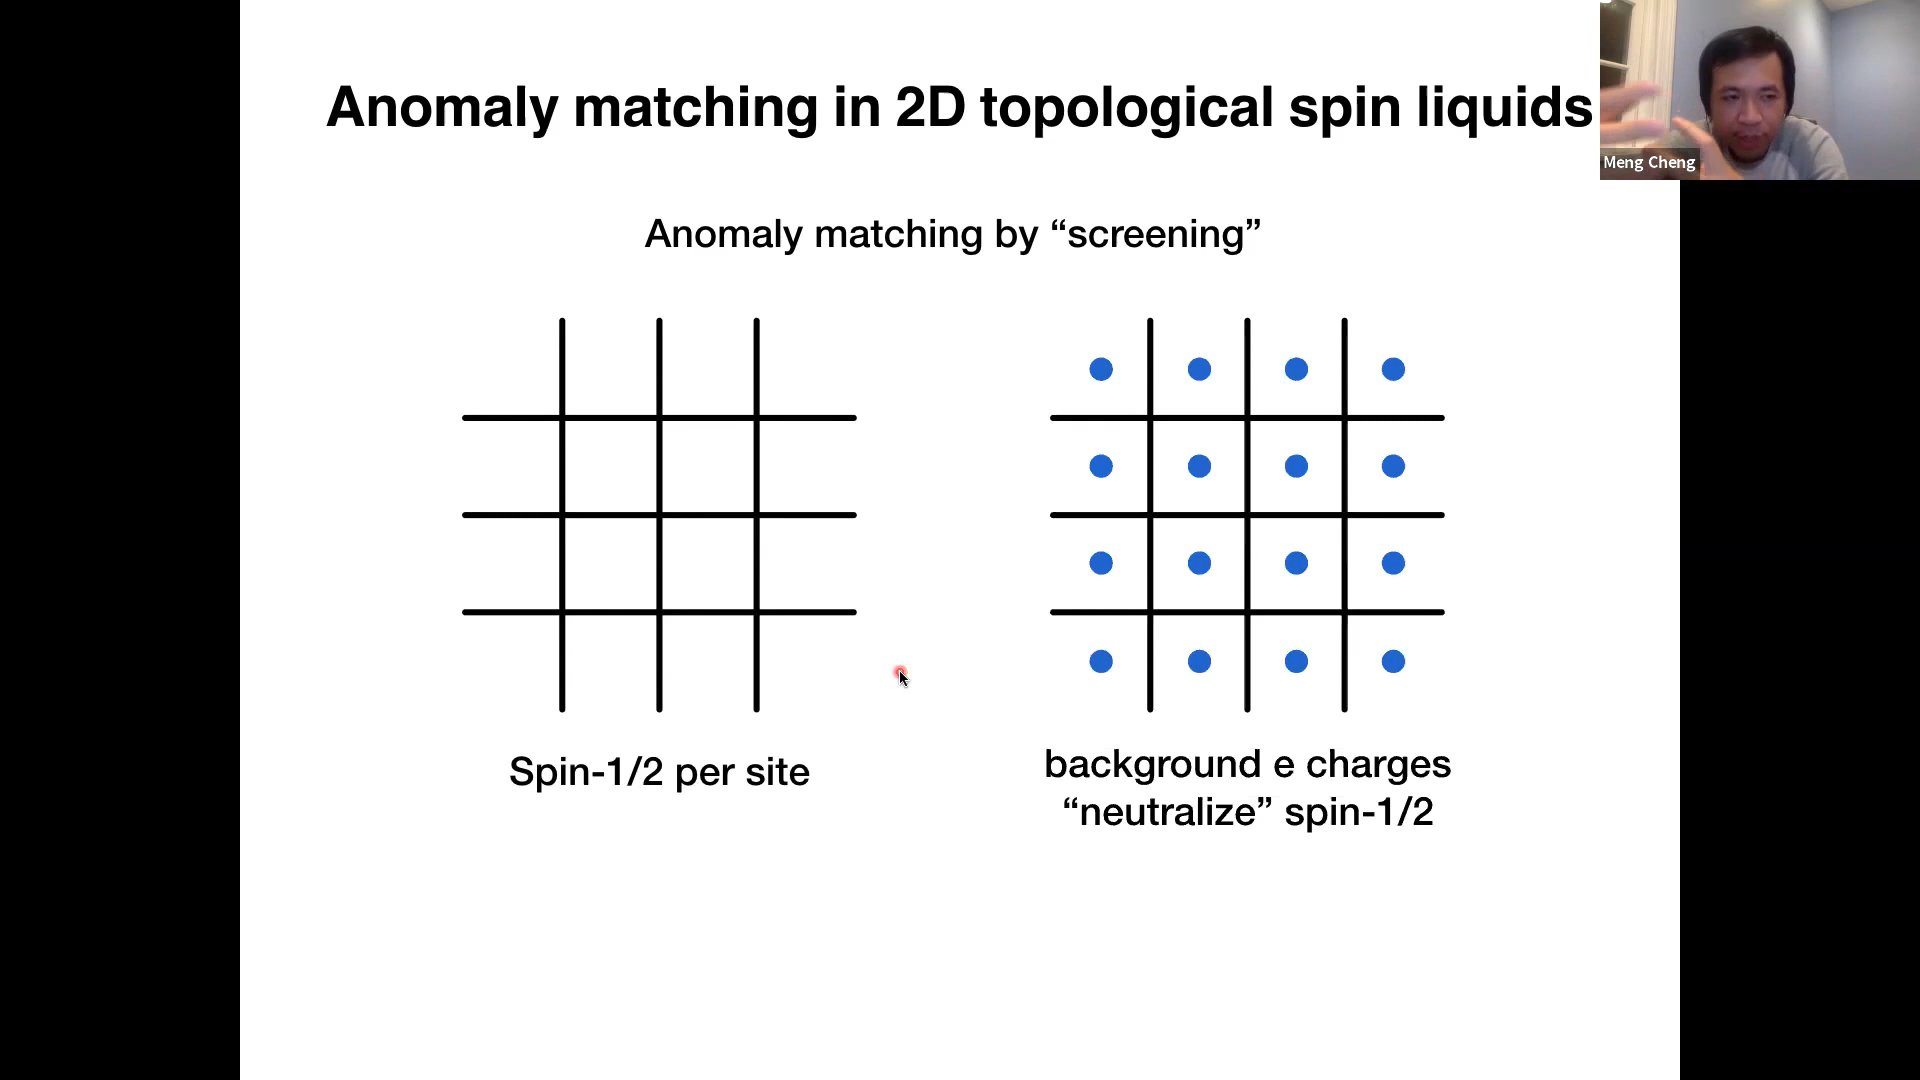 Anomaly matching in 2D topological spin liquids
Meng Cheng
Anomaly matching by “screening”
Spin-1/2 per site
background e charges
“neutralize” spin-1/2